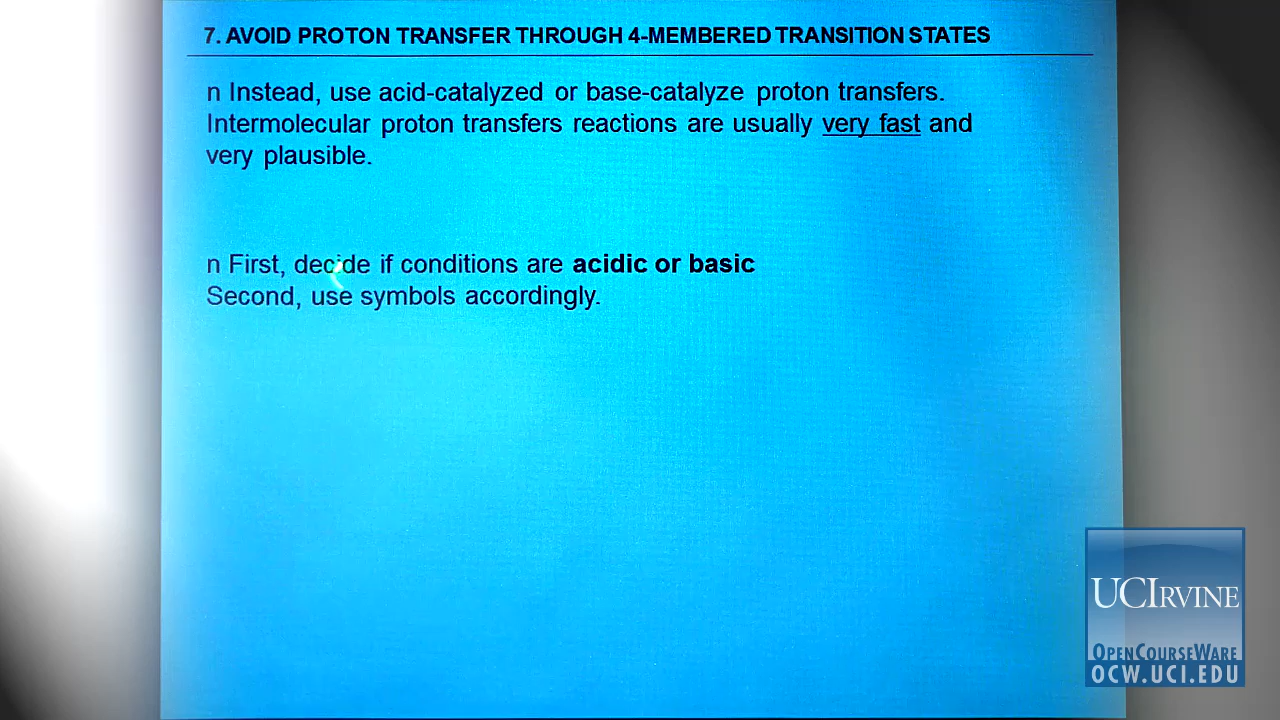 7. AVOID PROTON TRANSFER THROUGH 4-MEMBERED TRANSITION STATES
n Instead, use acid-catalyzed or base-catalyze proton transfers.
Intermolecular proton transfers reactions are usually very fast and
very plausible.
n First, decide if conditions are acidic or basic
Second, use symbols accordingly.
UCIRVINE
OPENCOURSEWARE
OCW.UCI.EDU